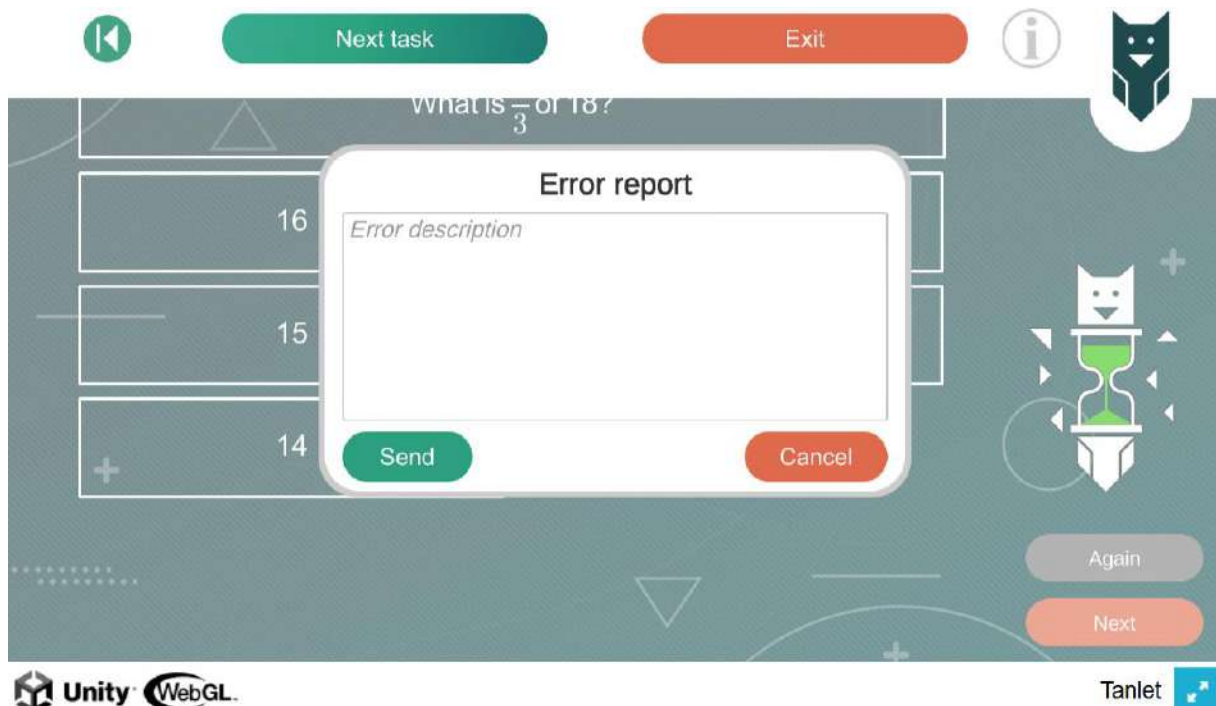 Next task
Exit
What is – of 18?
3
Error report
16
Error description
15
14
Send
Cancel
Again
Next
Unity WebGL.
Tanlet